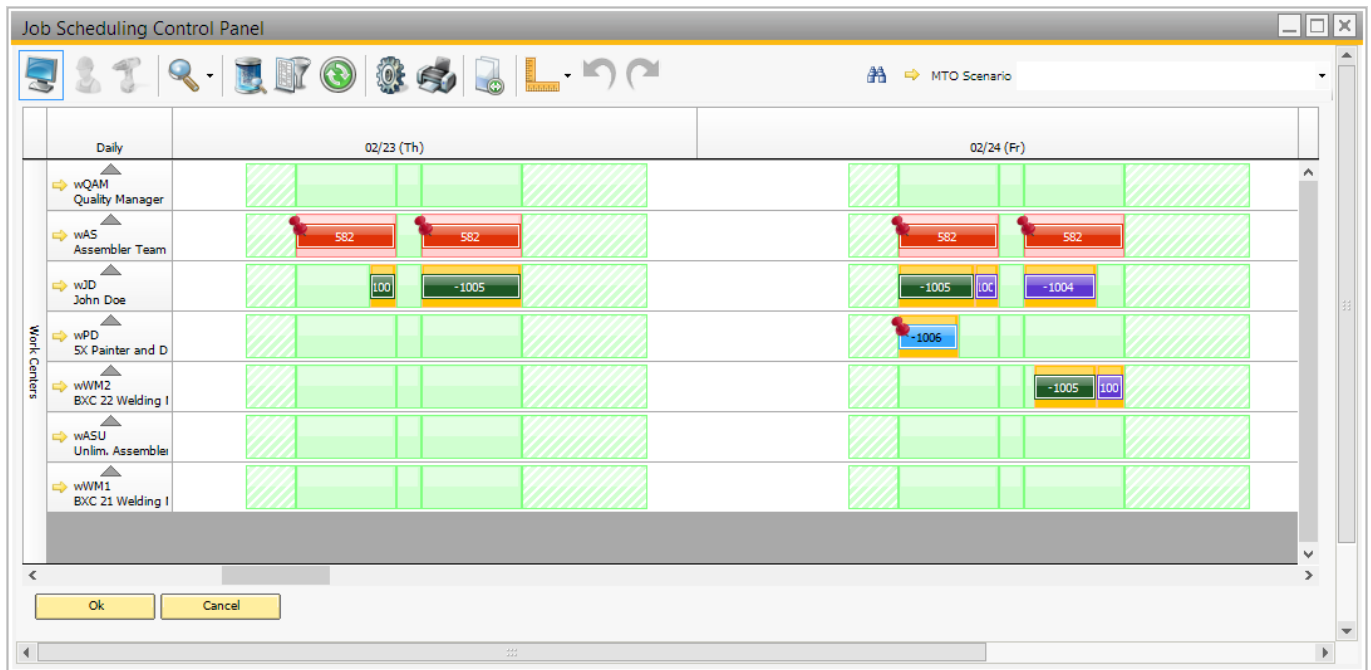 Job Scheduling Control Panel
MTO Scenario
Daily
02/23 (Th)
02/24 (Fr)
Work Centers
wQAM
Quality Manager
wAS
Assembler Team
582
582
582
582
wJD
John Doe
100
-1005
-1005
100
-1004
wPD
5X Painter and D
-1006
wWM2
BXC 22 Welding
-1005
100
wASU
Unlim. Assembler
wWM1
BXC 21 Welding
Ok
Cancel